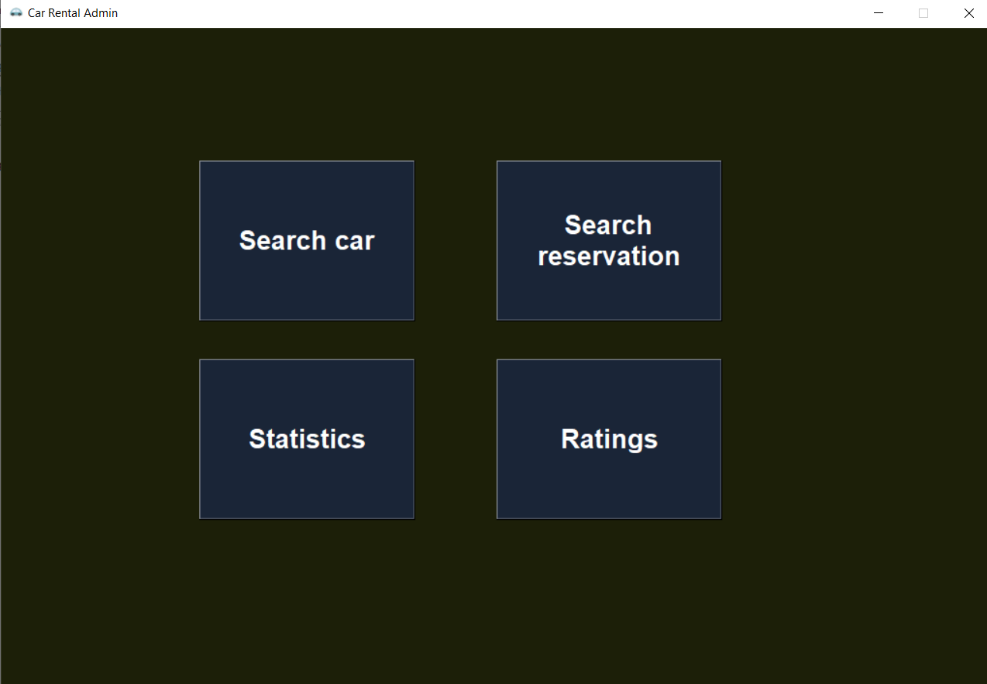 Car Rental Admin
Search car
Search
reservation
Statistics
Ratings